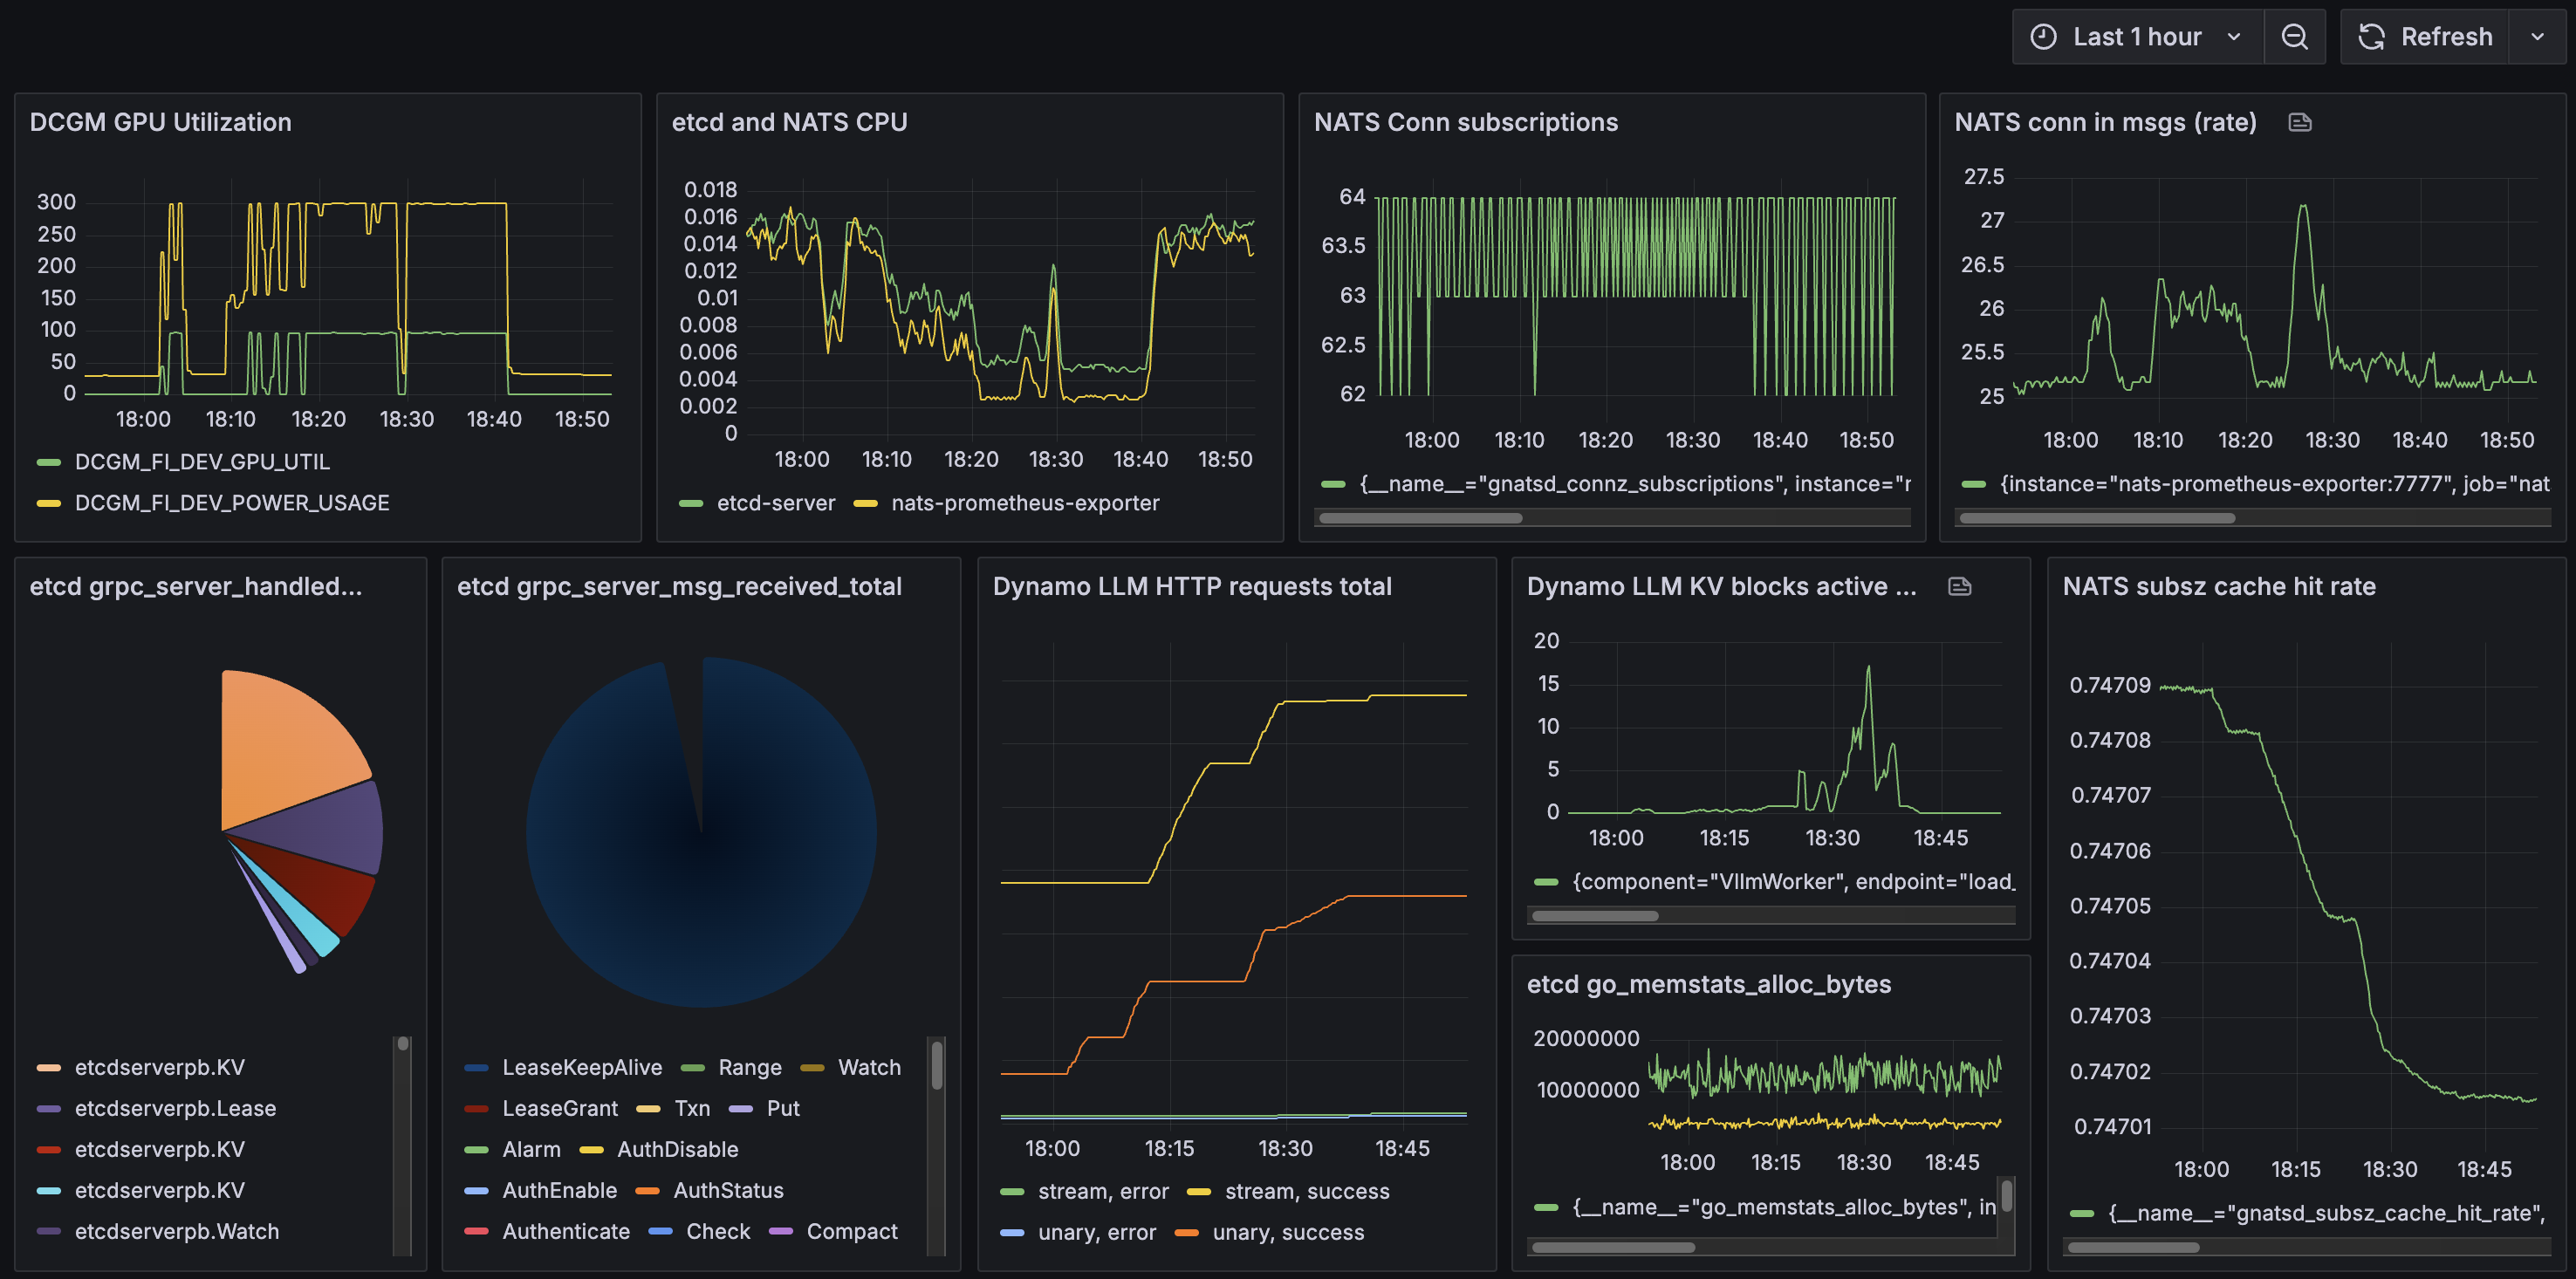 Last 1 hour
Refresh
DCGM GPU Utilization
300
250
200
150
100
50
0
18:00 18:10 18:20 18:30 18:40 18:50
DCGM_FI_DEV_GPU_UTIL
DCGM_FI_DEV_POWER_USAGE
etcd and NATS CPU
0.018
0.016
0.014
0.012
0.01
0.008
0.006
0.004
0.002
0
18:00 18:10 18:20 18:30 18:40 18:50
etcd-server nats-prometheus-exporter
NATS Conn subscriptions
64
63.5
63
62.5
62
18:00 18:10 18:20 18:30 18:40 18:50
{__name__="gnatsd_connz_subscriptions", instance="r
NATS conn in msgs (rate)
27.5
27
26.5
26
25.5
25
18:00 18:10 18:20 18:30 18:40 18:50
{instance="nats-prometheus-exporter:7777", job="nat
etcd grpc_server_handled...
etcdserverpb.KV
etcdserverpb.Lease
etcdserverpb.KV
etcdserverpb.KV
etcdserverpb.Watch
etcd grpc_server_msg_received_total
LeaseKeepAlive Range Watch
LeaseGrant Txn Put
Alarm AuthDisable
AuthEnable AuthStatus
Authenticate Check Compact
Dynamo LLM HTTP requests total
18:00 18:15 18:30 18:45
stream, error stream, success
unary, error unary, success
Dynamo LLM KV blocks active ...
20
15
10
5
0
18:00 18:15 18:30 18:45
{component="VllmWorker", endpoint="load_
etcd go_memstats_alloc_bytes
20000000
10000000
18:00 18:15 18:30 18:45
{__name__="go_memstats_alloc_bytes", in
NATS subsz cache hit rate
0.74709
0.74708
0.74707
0.74706
0.74705
0.74704
0.74703
0.74702
0.74701
18:00 18:15 18:30 18:45
{__name__="gnatsd_subsz_cache_hit_rate",